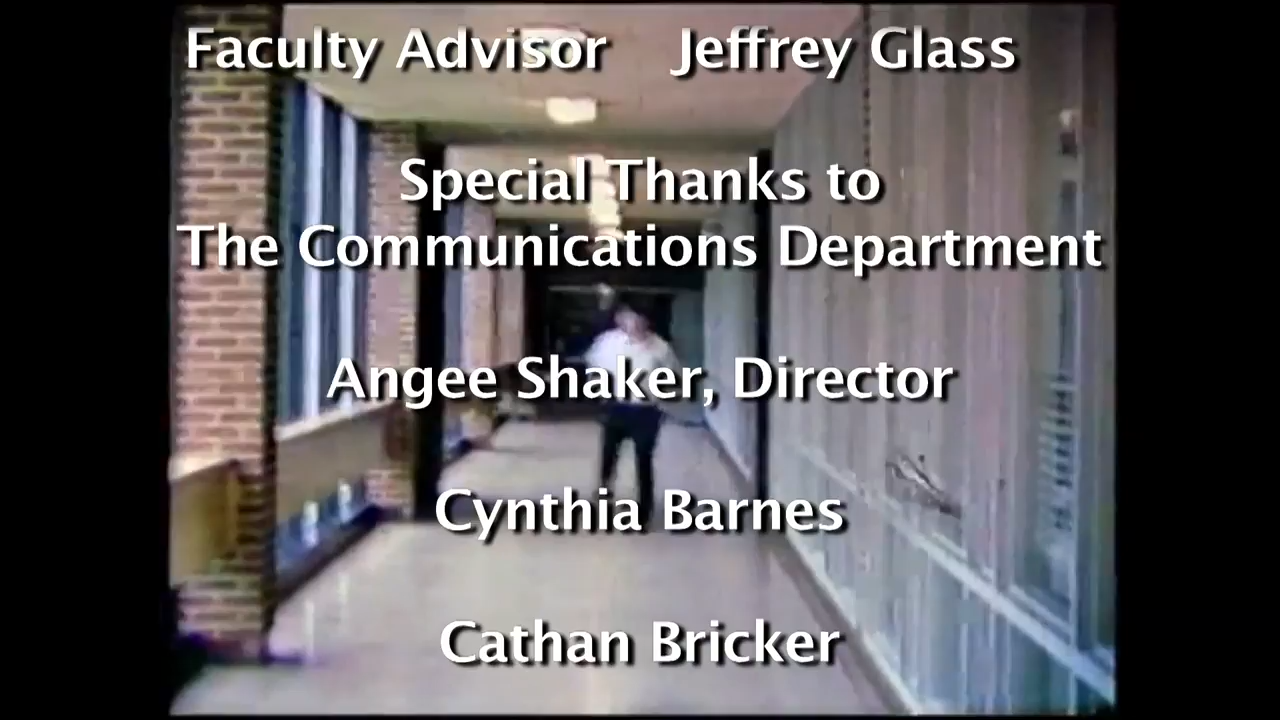 Faculty Advisor Jeffrey Glass
Special Thanks to
The Communications Department
Angee Shaker, Director
Cynthia Barnes
Cathan Bricker